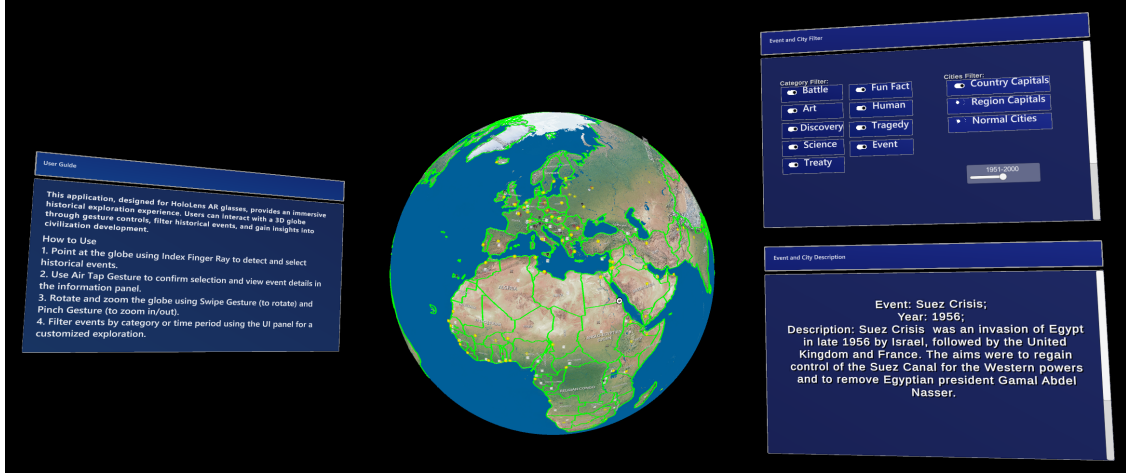 User Guide
This application, designed for HoloLens AR glasses, provides an immersive
historical exploration experience. Users can interact with a 3D globe
through gesture controls, filter historical events, and gain insights into
civilization development.
How to Use
1. Point at the globe using Index Finger Ray to detect and select
historical events.
2. Use Air Tap Gesture to confirm selection and view event details in
the information panel.
3. Rotate and zoom the globe using Swipe Gesture (to rotate) and
Pinch Gesture (to zoom in/out).
4. Filter events by category or time period using the UI panel for a
customized exploration.
Event and City Filter
Category Filter:
Battle
Art
Discovery
Science
Treaty
Fun Fact
Human
Tragedy
Event
Cities Filter:
Country Capitals
Region Capitals
Normal Cities
1951-2000
Event and City Description
Event: Suez Crisis;
Year: 1956;
Description: Suez Crisis was an invasion of Egypt
in late 1956 by Israel, followed by the United
Kingdom and France. The aims were to regain
control of the Suez Canal for the Western powers
and to remove Egyptian president Gamal Abdel
Nasser.